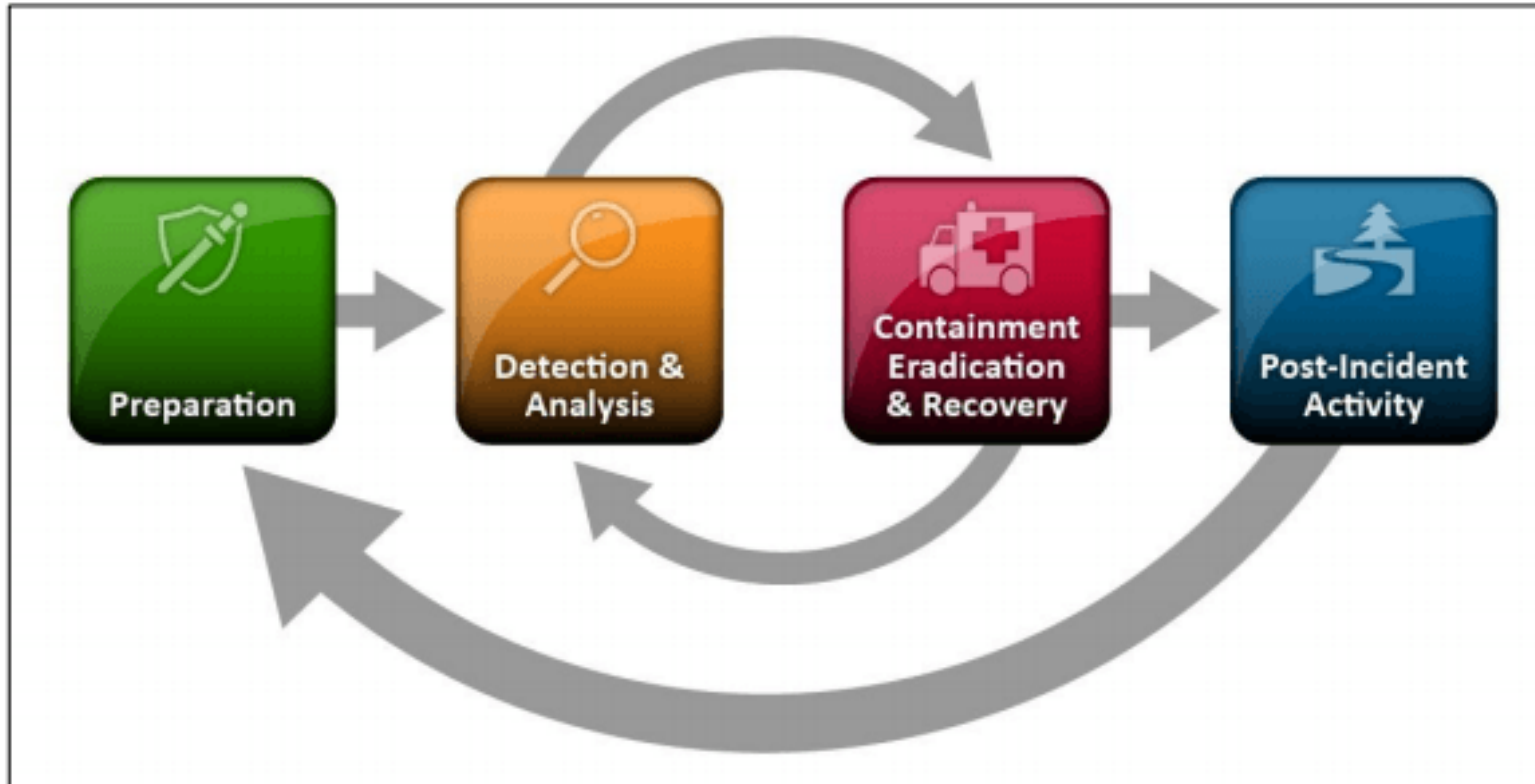 Preparation
Detection &
Analysis
Containment
Eradication
& Recovery
Post-Incident
Activity